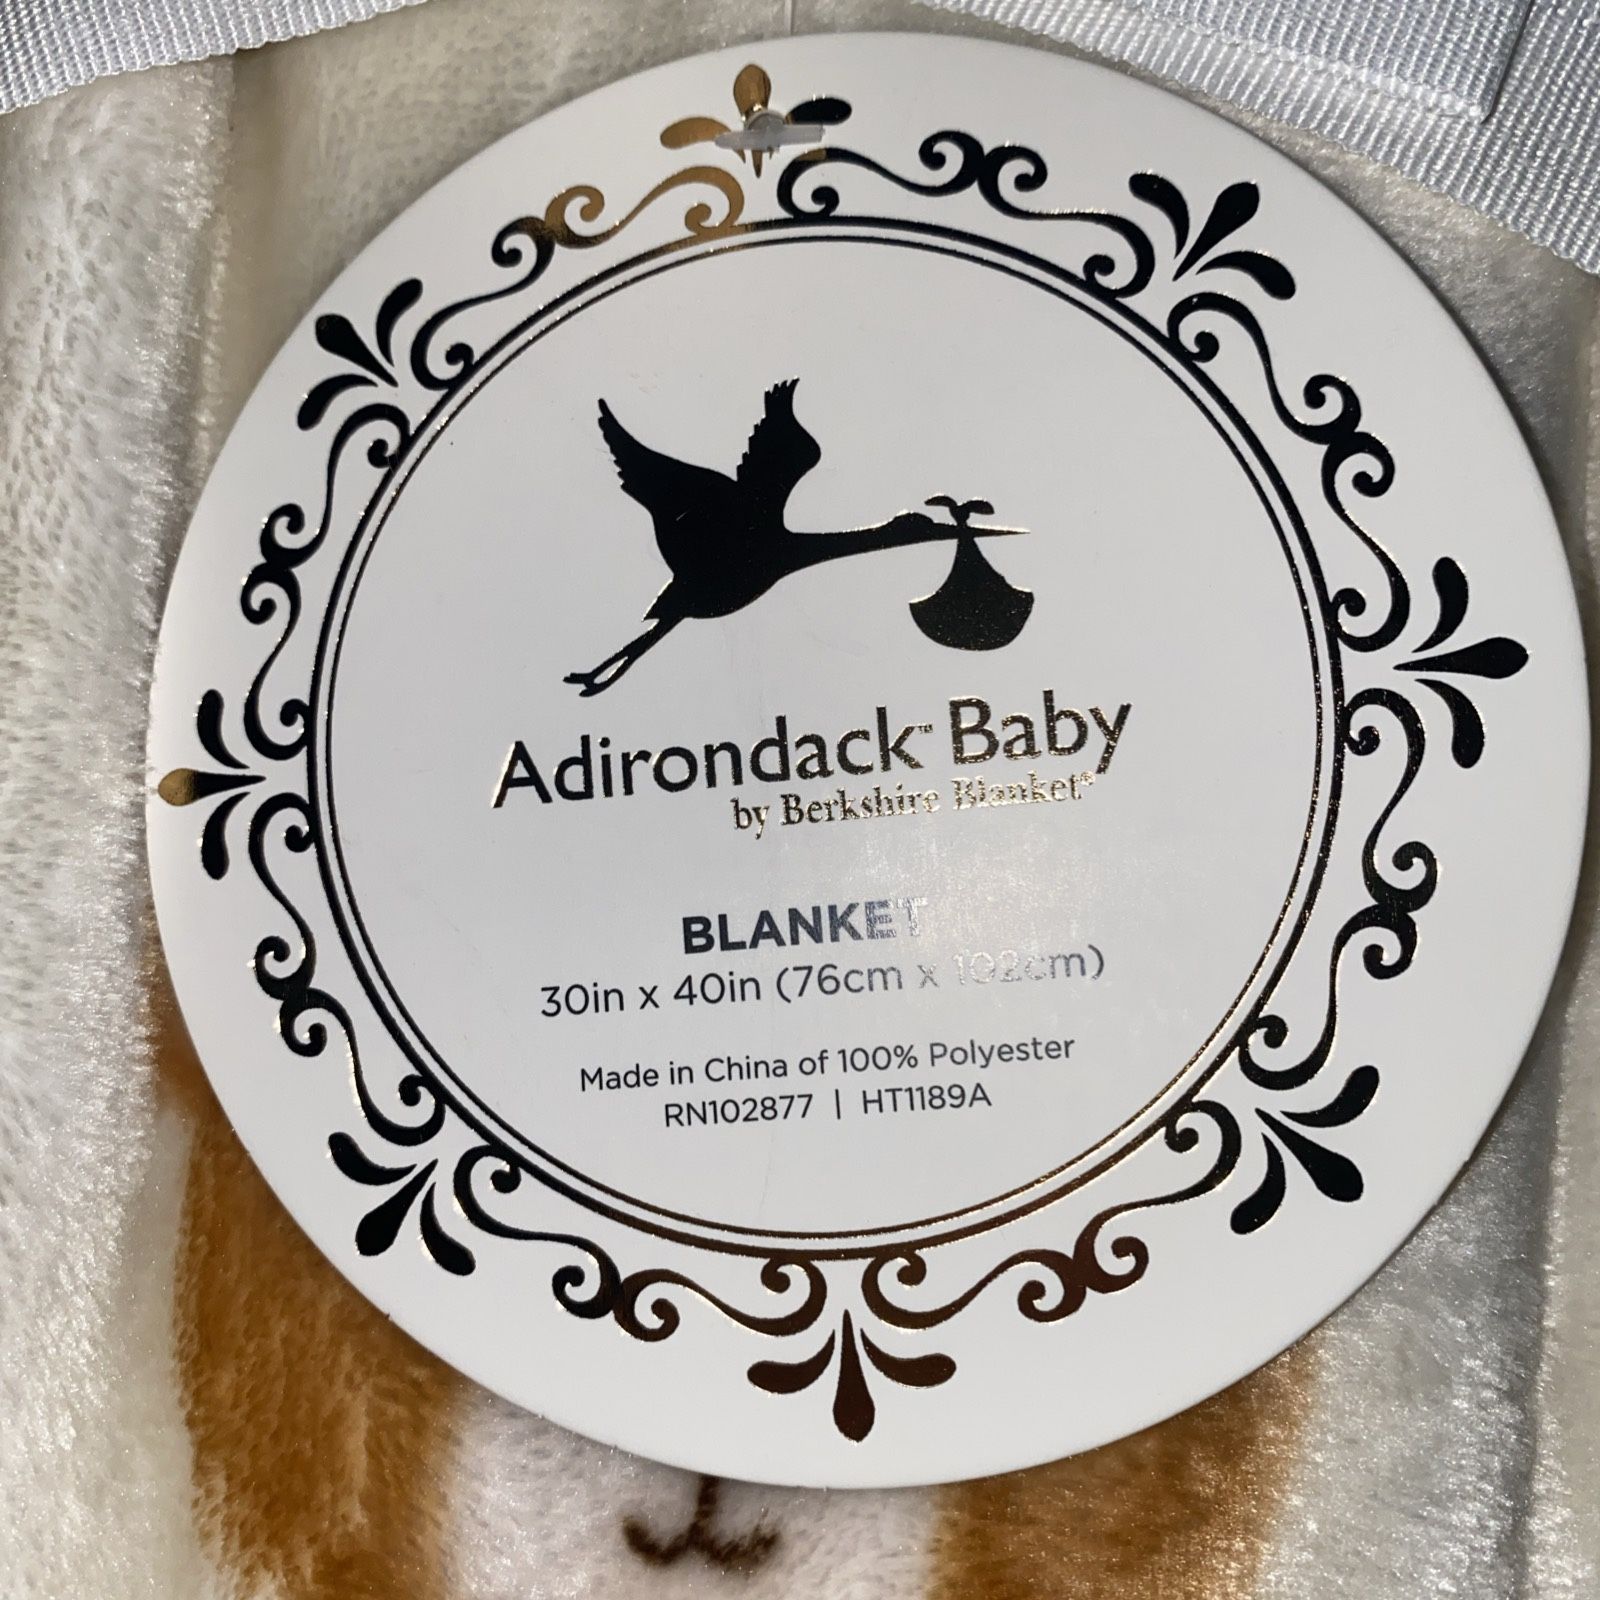 Adirondack™ Baby
by Berkshire Blanket®
BLANKET
30in x 40in (76cm x 102cm)
Made in China of 100% Polyester
RN102877 | HT1189A